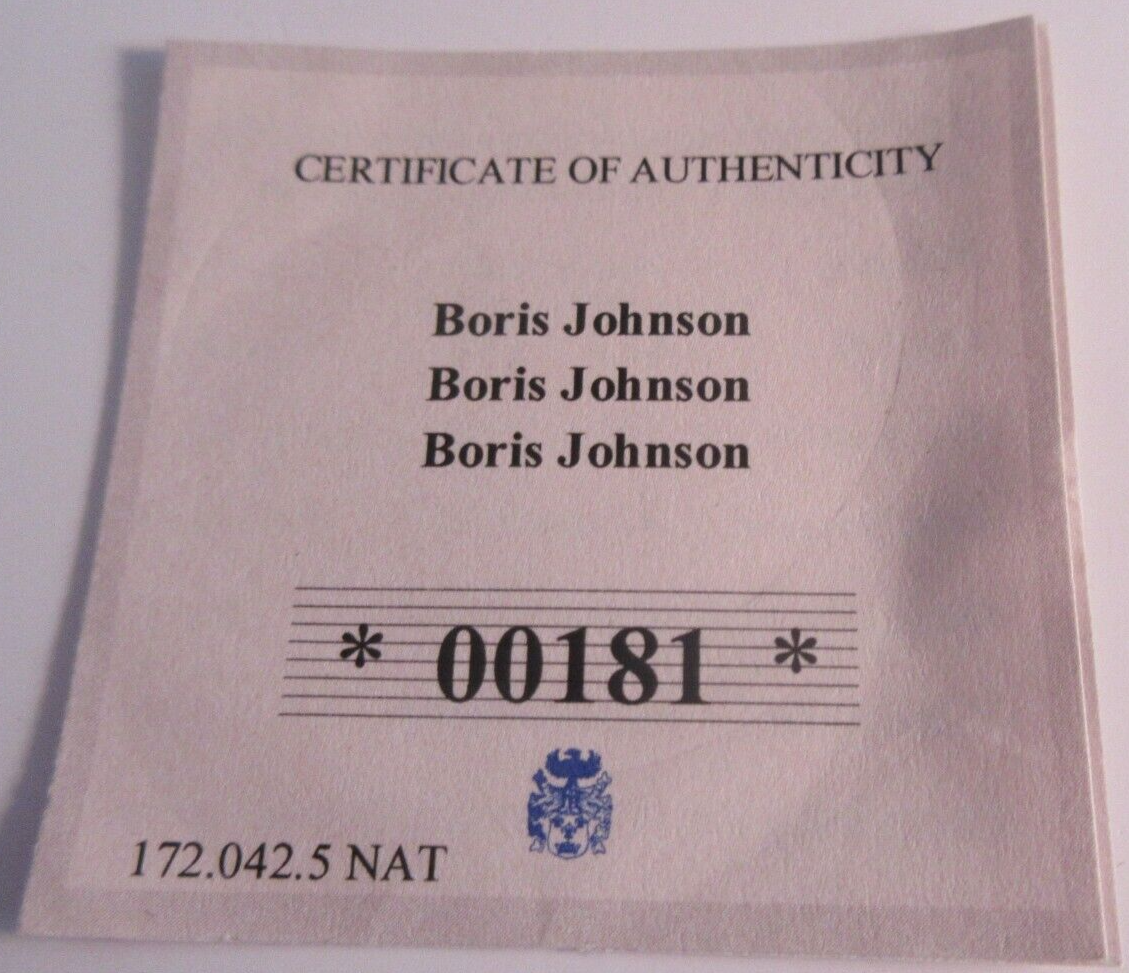 CERTIFICATE OF AUTHENTICITY
Boris Johnson
Boris Johnson
Boris Johnson
* 00181 *
172.042.5 NAT